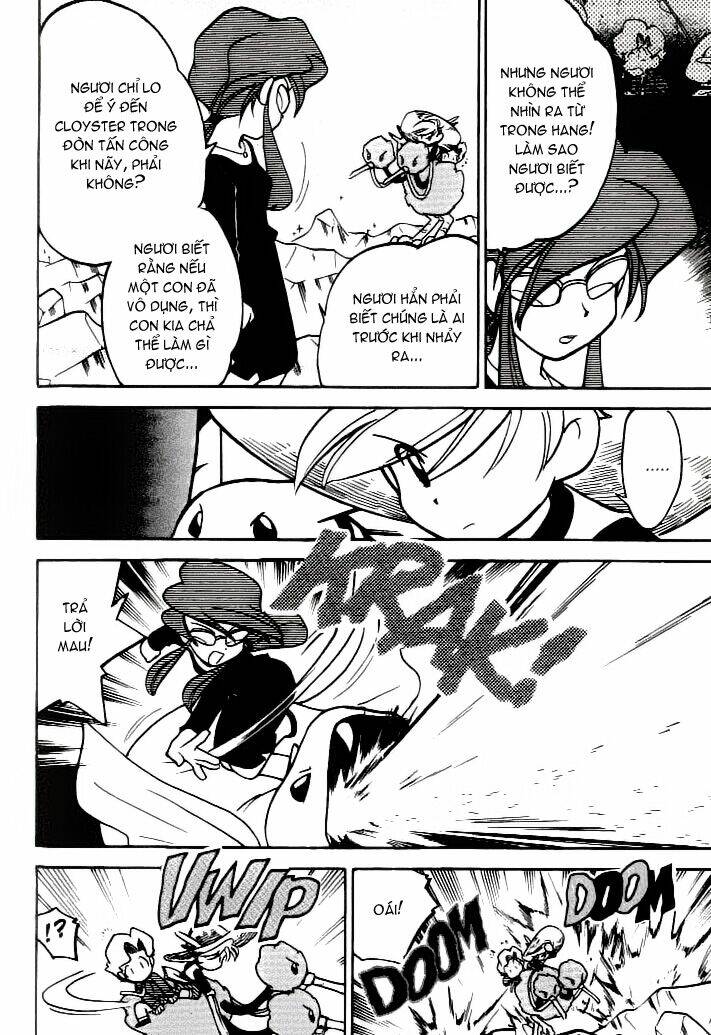 NHƯNG NGƯƠI
KHÔNG THỂ
NHÌN RA TỪ
TRONG HANG!
LÀM SAO
NGƯƠI BIẾT
ĐƯỢC...?
NGƯƠI HẲN PHẢI
BIẾT CHÚNG LÀ AI
TRƯỚC KHI NHẢY
RA...
NGƯƠI CHỈ LO
ĐỂ Ý ĐẾN
CLOYSTER TRONG
ĐÒN TẤN CÔNG
KHI NÃY, PHẢI
KHÔNG?
NGƯƠI BIẾT
RẰNG NẾU
MỘT CON ĐÃ
VÔ DỤNG, THÌ
CON KIA CHẢ
THỂ LÀM GÌ
ĐƯỢC...
.....
TRẢ
LỜI
MAU!
OÁI!
DOOM
DOOM
UWIP
!?